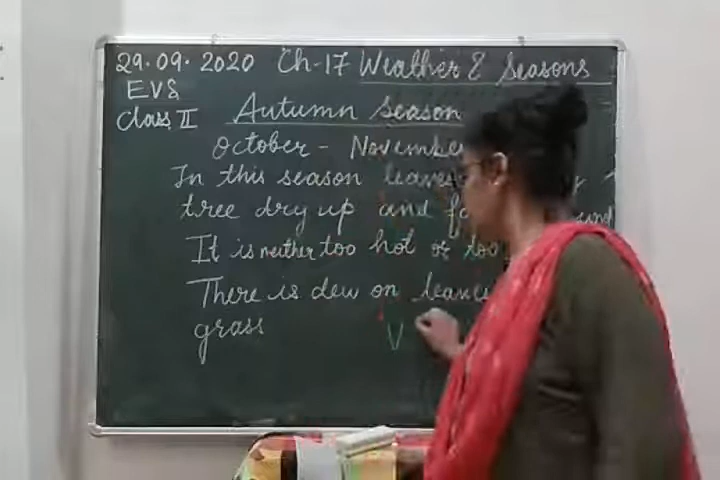 29.09.2020 Ch-17 Weather & Seasons
EVS
Class II Autumn Season
October - November
In this season leaves
tree dry up and
It is neither too hot or too
There is dew on leaves
grass
V